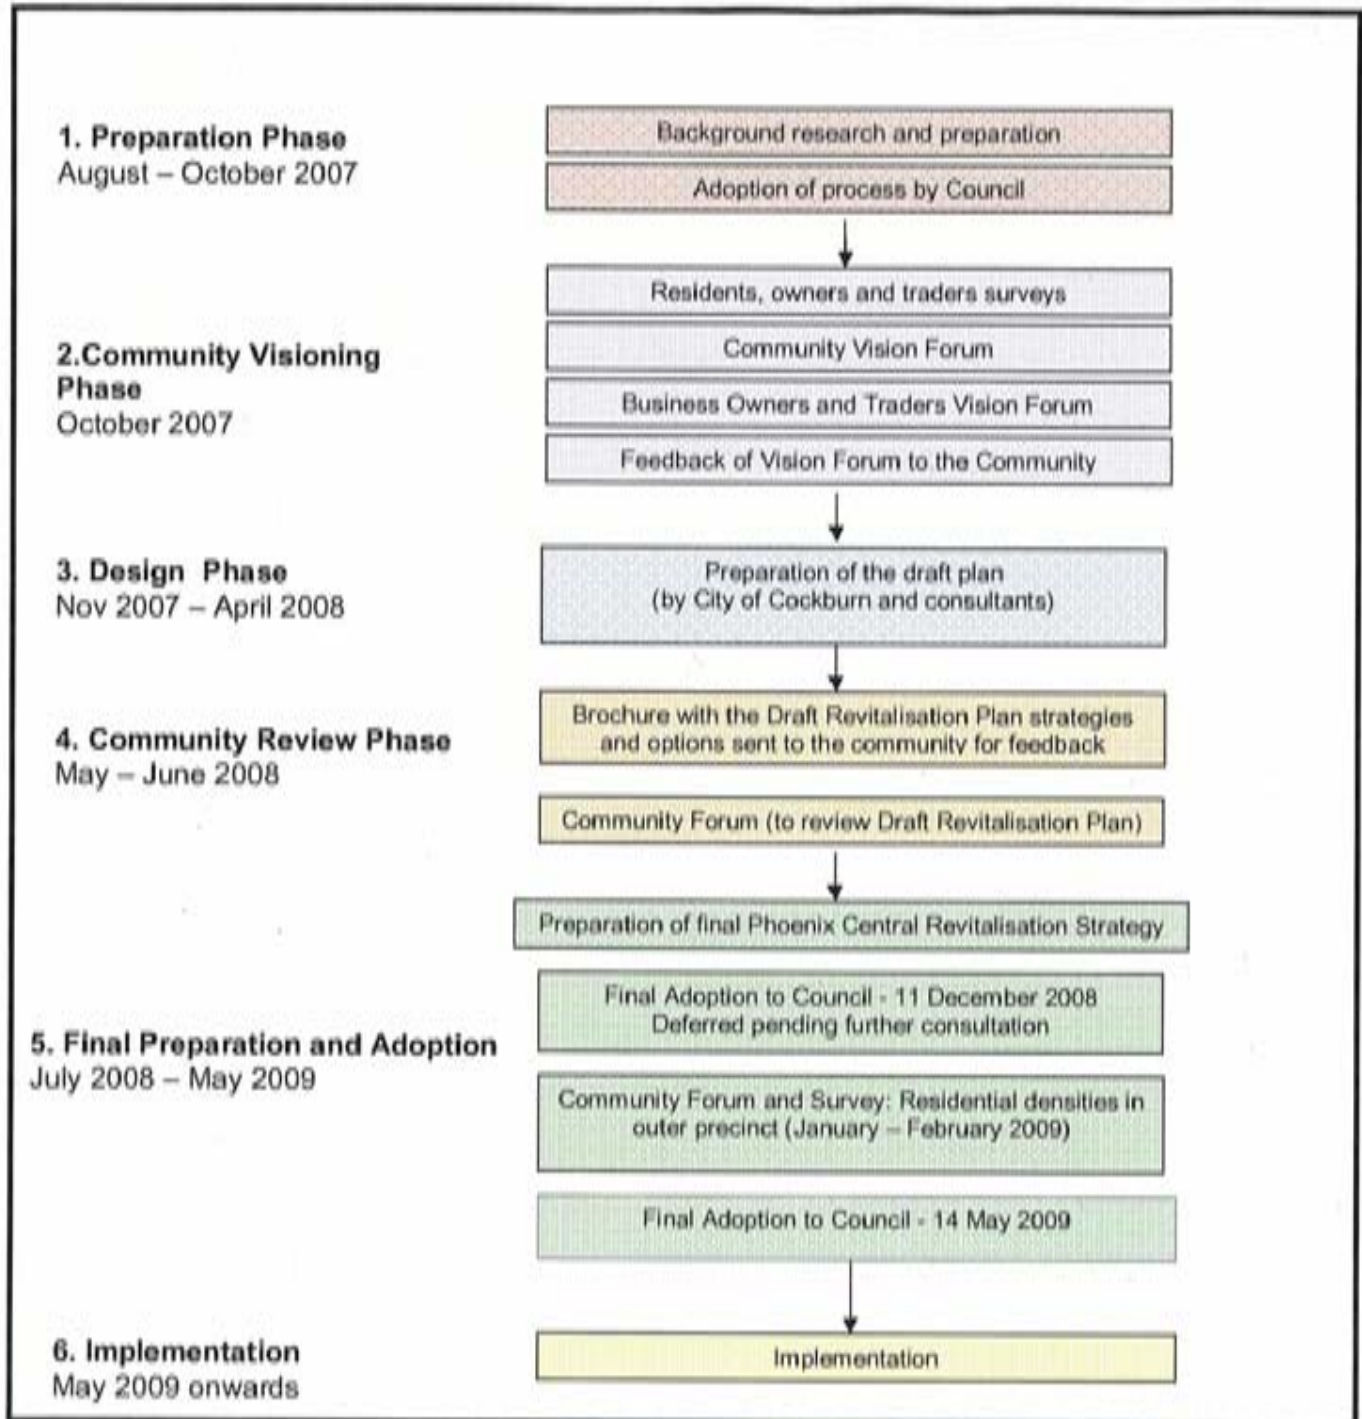 1. Preparation Phase
August – October 2007
Background research and preparation
Adoption of process by Council
2.Community Visioning
Phase
October 2007
Residents, owners and traders surveys
Community Vision Forum
Business Owners and Traders Vision Forum
Feedback of Vision Forum to the Community
3. Design Phase
Nov 2007 – April 2008
Preparation of the draft plan
(by City of Cockburn and consultants)
4. Community Review Phase
May – June 2008
Brochure with the Draft Revitalisation Plan strategies
and options sent to the community for feedback
Community Forum (to review Draft Revitalisation Plan)
5. Final Preparation and Adoption
July 2008 – May 2009
Preparation of final Phoenix Central Revitalisation Strategy
Final Adoption to Council - 11 December 2008
Deferred pending further consultation
Community Forum and Survey: Residential densities in
outer precinct (January – February 2009)
Final Adoption to Council - 14 May 2009
6. Implementation
May 2009 onwards
Implementation